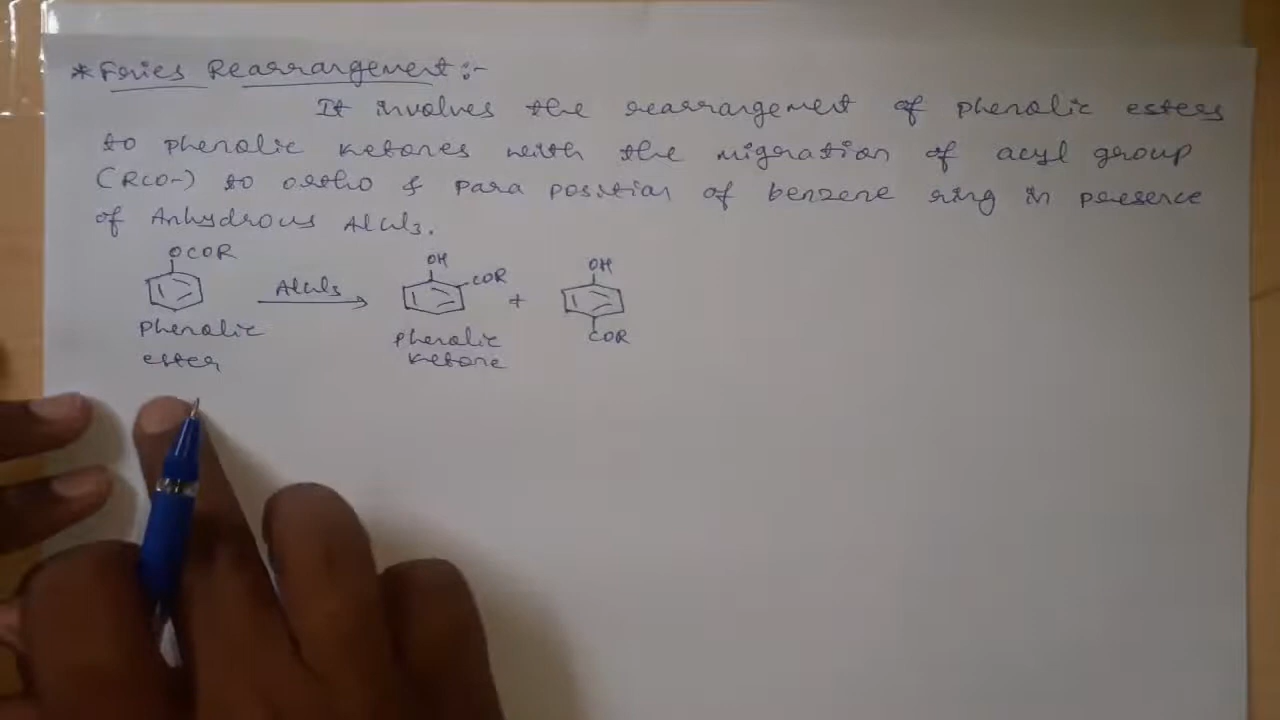 * Fries Rearrangement :-
It involves the rearrangement of phenolic esters
to phenolic ketones with the migration of acyl group
(RCO-) to ortho & para position of benzene ring in presence
of Anhydrous AlCl3.
OCOR
AlCl3
OH
COR
+
OH
COR
Phenolic
ester
Phenolic
ketone